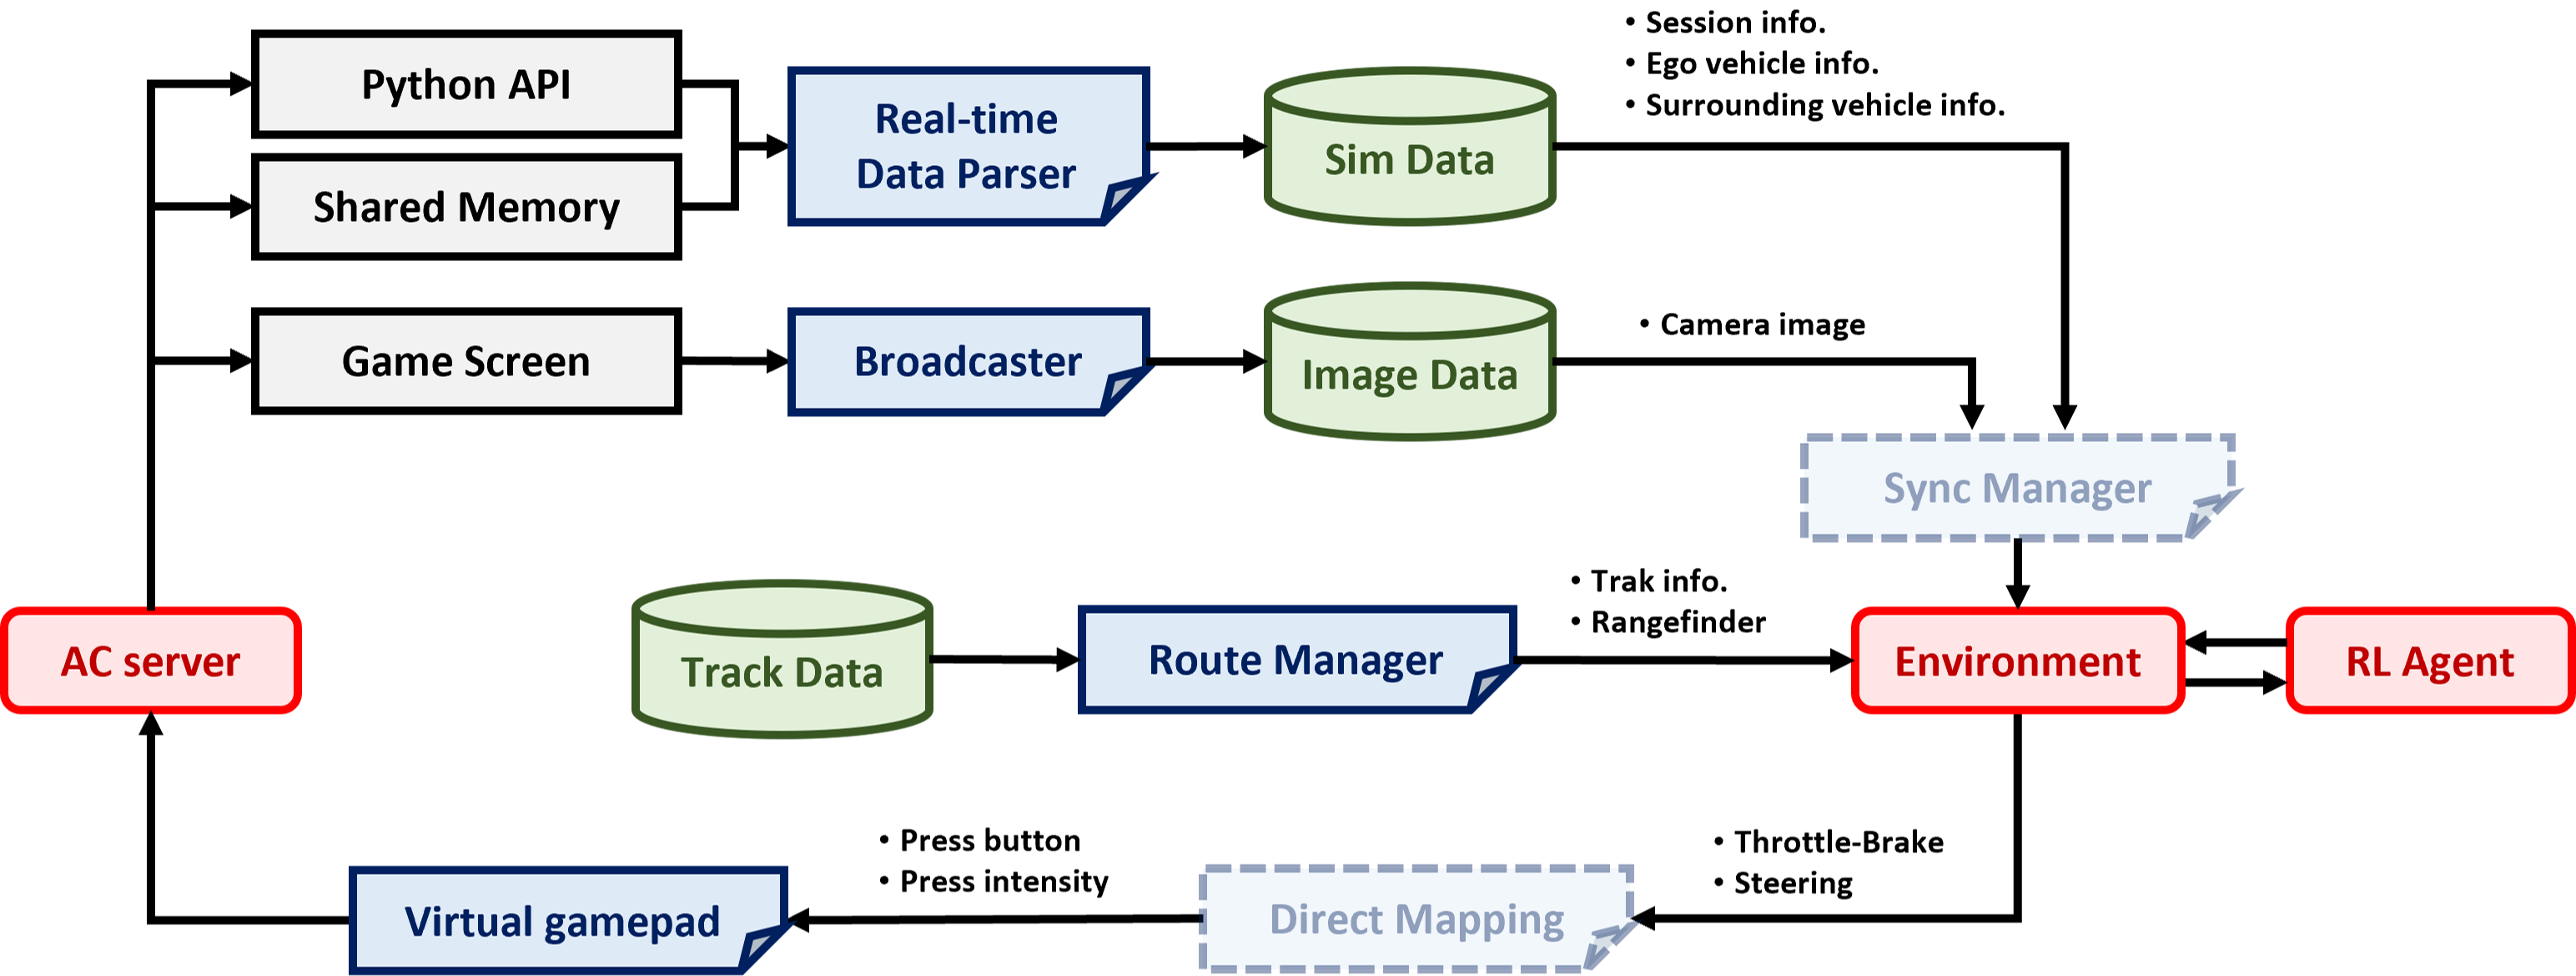 • Session info.
• Ego vehicle info.
• Surrounding vehicle info.
Python API
Real-time
Data Parser
Sim Data
Shared Memory
• Camera image
Game Screen
Broadcaster
Image Data
Sync Manager
• Trak info.
• Rangefinder
AC server
Track Data
Route Manager
Environment
RL Agent
• Press button
• Press intensity
• Throttle-Brake
• Steering
Virtual gamepad
Direct Mapping